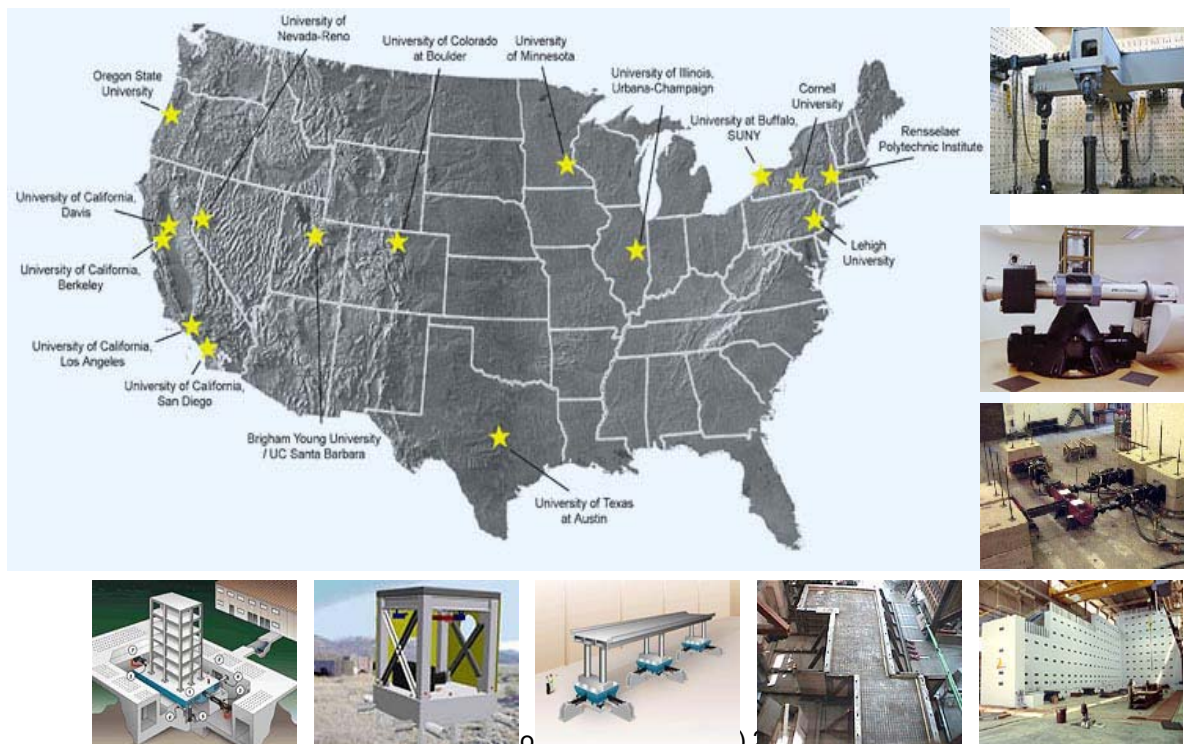 University of
Nevada-Reno
University of Colorado
at Boulder
University
of Minnesota
University of Illinois,
Urbana-Champaign
Cornell
University
University at Buffalo,
SUNY
Rensselaer
Polytechnic Institute
Oregon State
University
University of California,
Davis
University of California,
Berkeley
Lehigh
University
University of California,
Los Angeles
University of California,
San Diego
Brigham Young University
/ UC Santa Barbara
University of Texas
at Austin